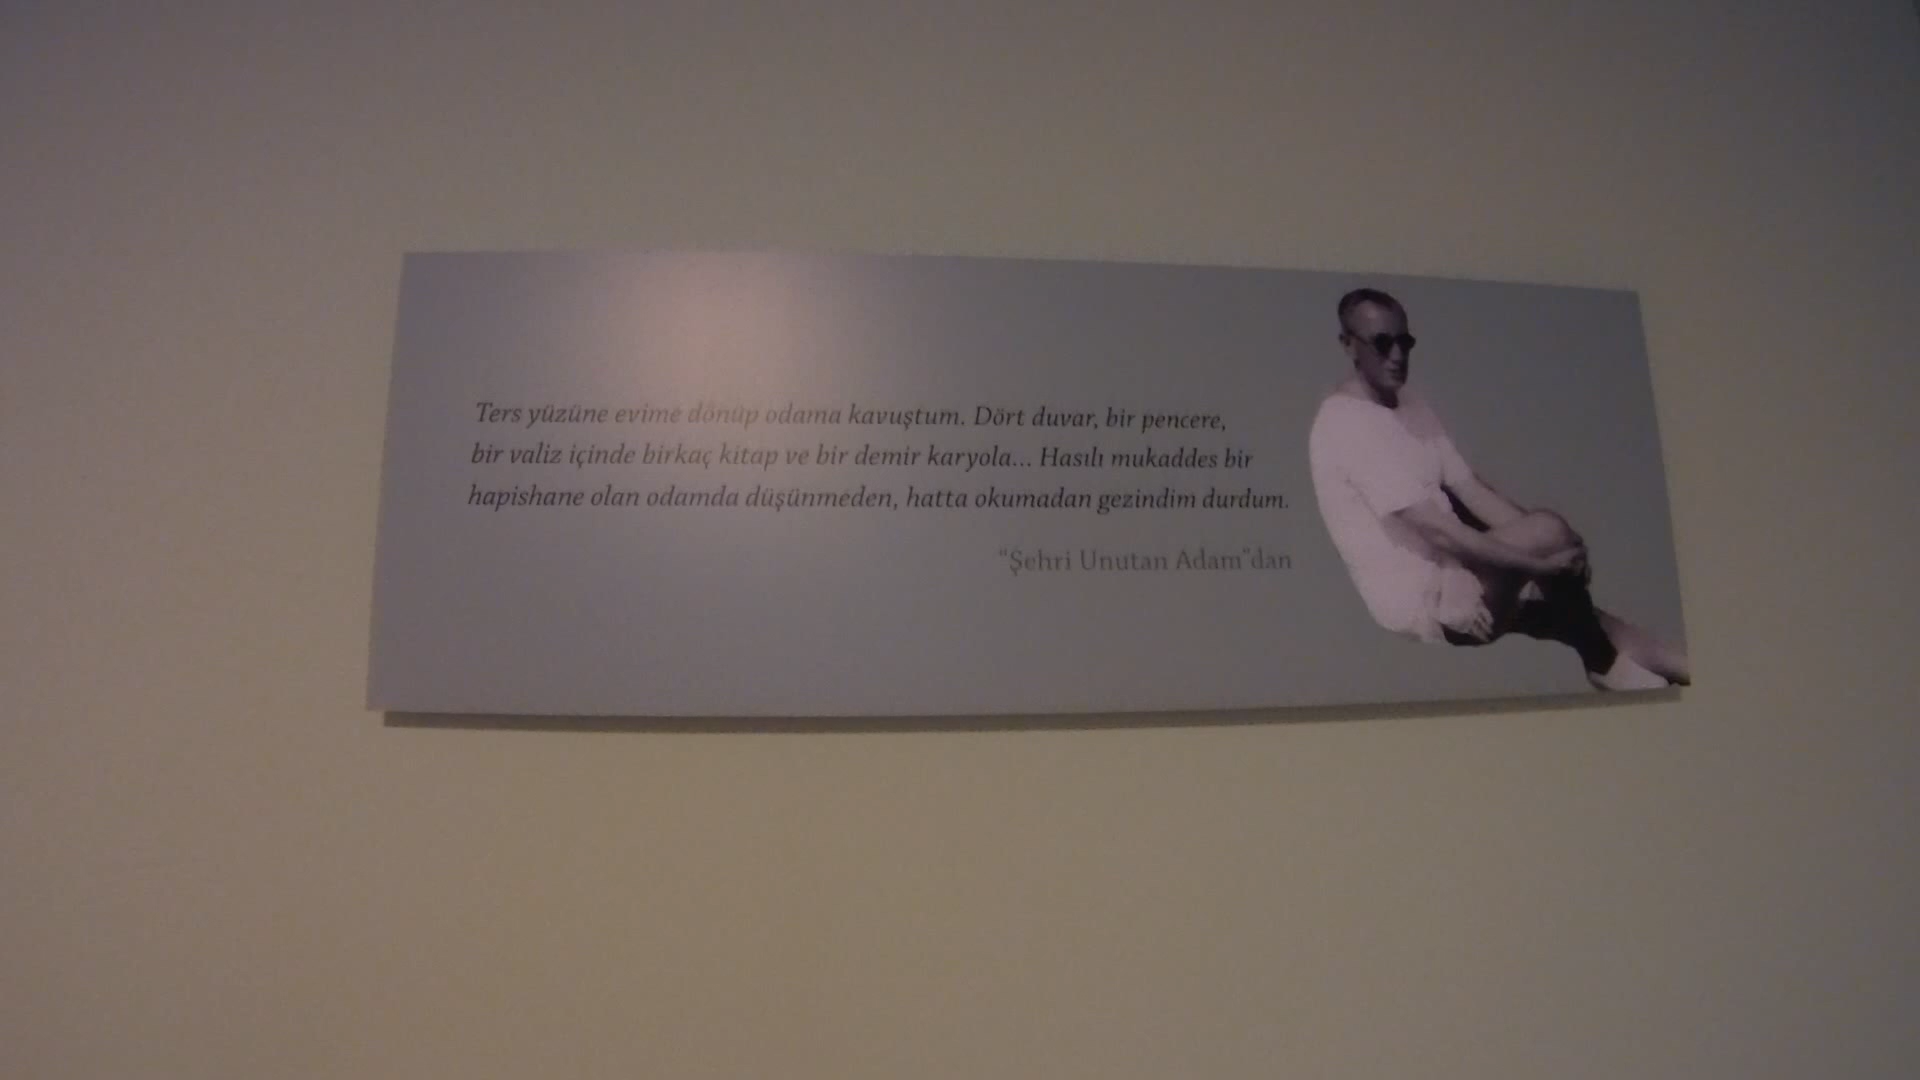 Ters yüzüne evime dönüp odama kavuştum. Dört duvar, bir pencere,
bir valiz içinde birkaç kitap ve bir demir karyola... Hasılı mukaddes bir
hapishane olan odamda düşünmeden, hatta okumadan gezindim durdum.
"Şehri Unutan Adam"dan